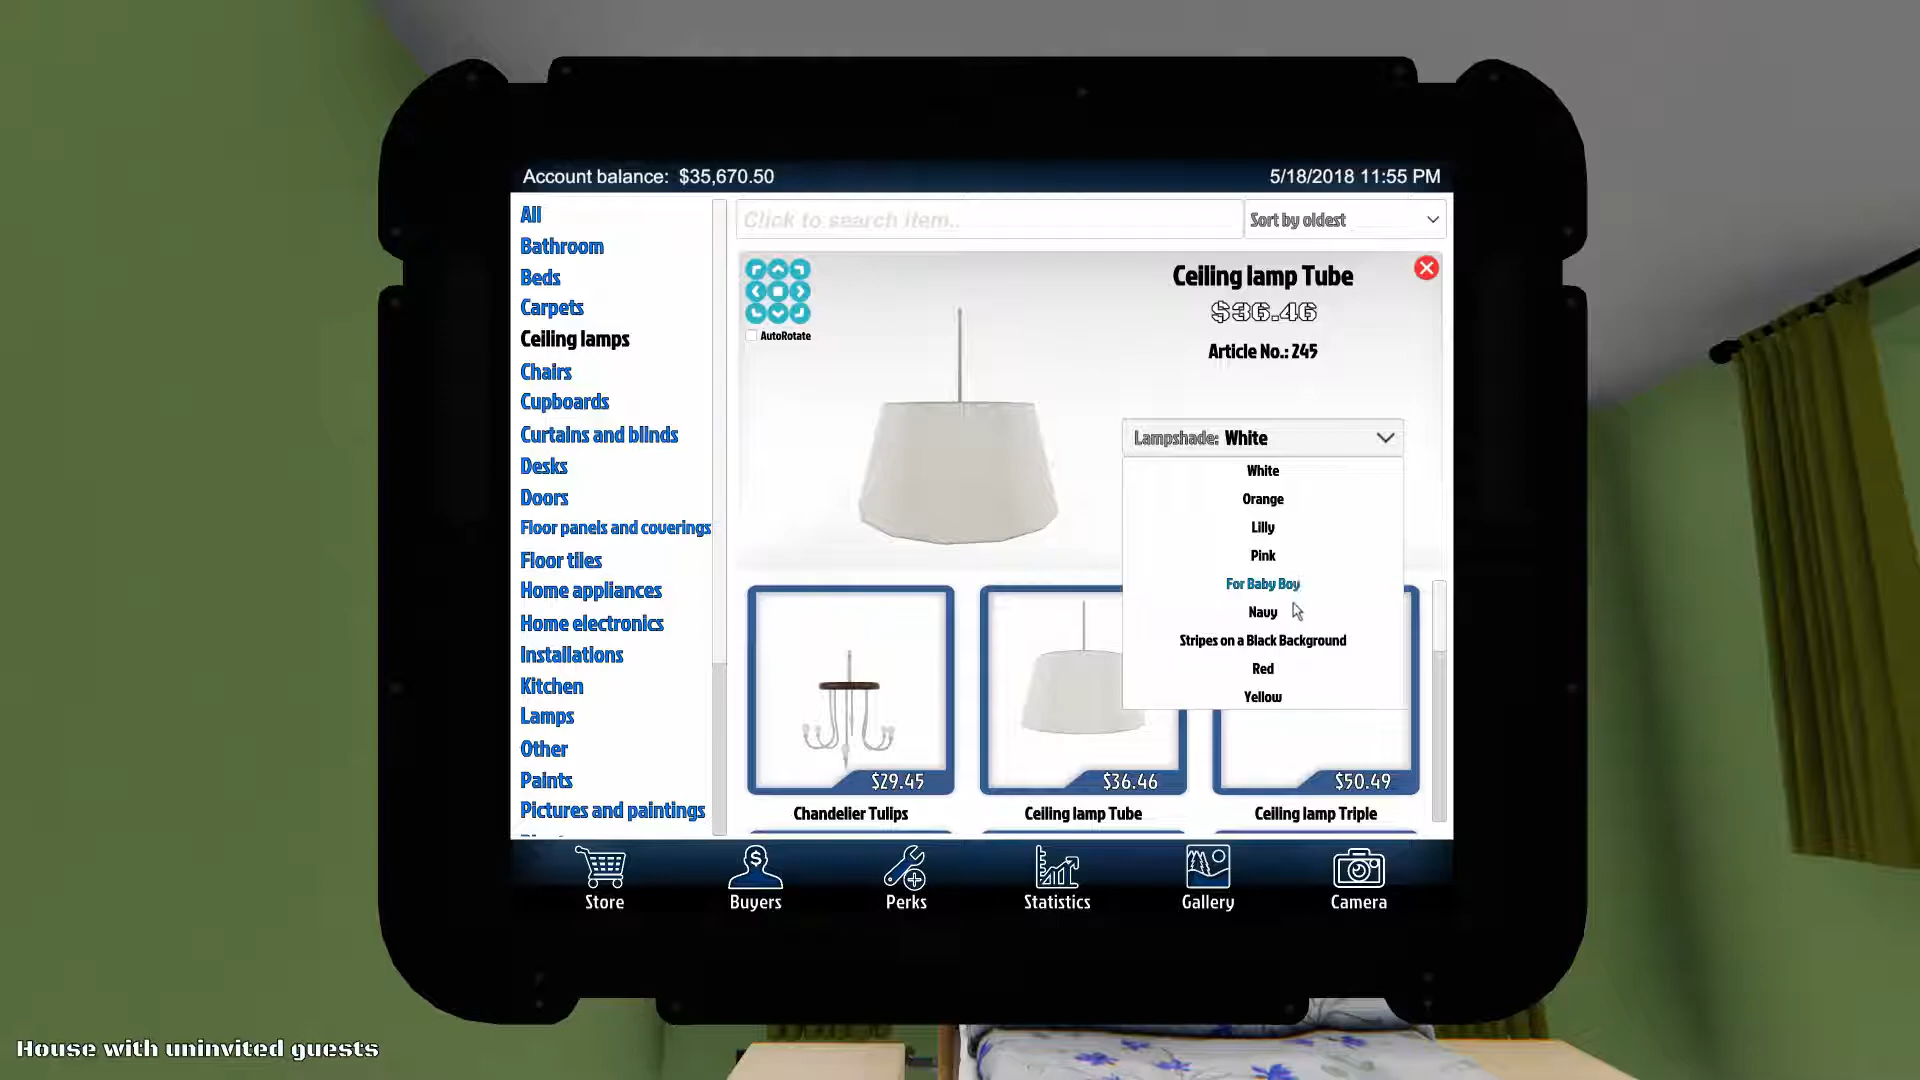 Account balance: $35,670.50
5/18/2018 11:55 PM
All
Bathroom
Beds
Carpets
Ceiling lamps
Chairs
Cupboards
Curtains and blinds
Desks
Doors
Floor panels and coverings
Floor tiles
Home appliances
Home electronics
Installations
Kitchen
Lamps
Other
Paints
Pictures and paintings
Click to search item..
Sort by oldest
AutoRotate
Ceiling lamp Tube
$36.46
Article No.: 245
Lampshade: White
White
Orange
Lilly
Pink
For Baby Boy
Navy
Stripes on a Black Background
Red
Yellow
$29.45
$36.46
$50.49
Chandelier Tulips
Ceiling lamp Tube
Ceiling lamp Triple
Store
Buyers
Perks
Statistics
Gallery
Camera
House with uninvited guests